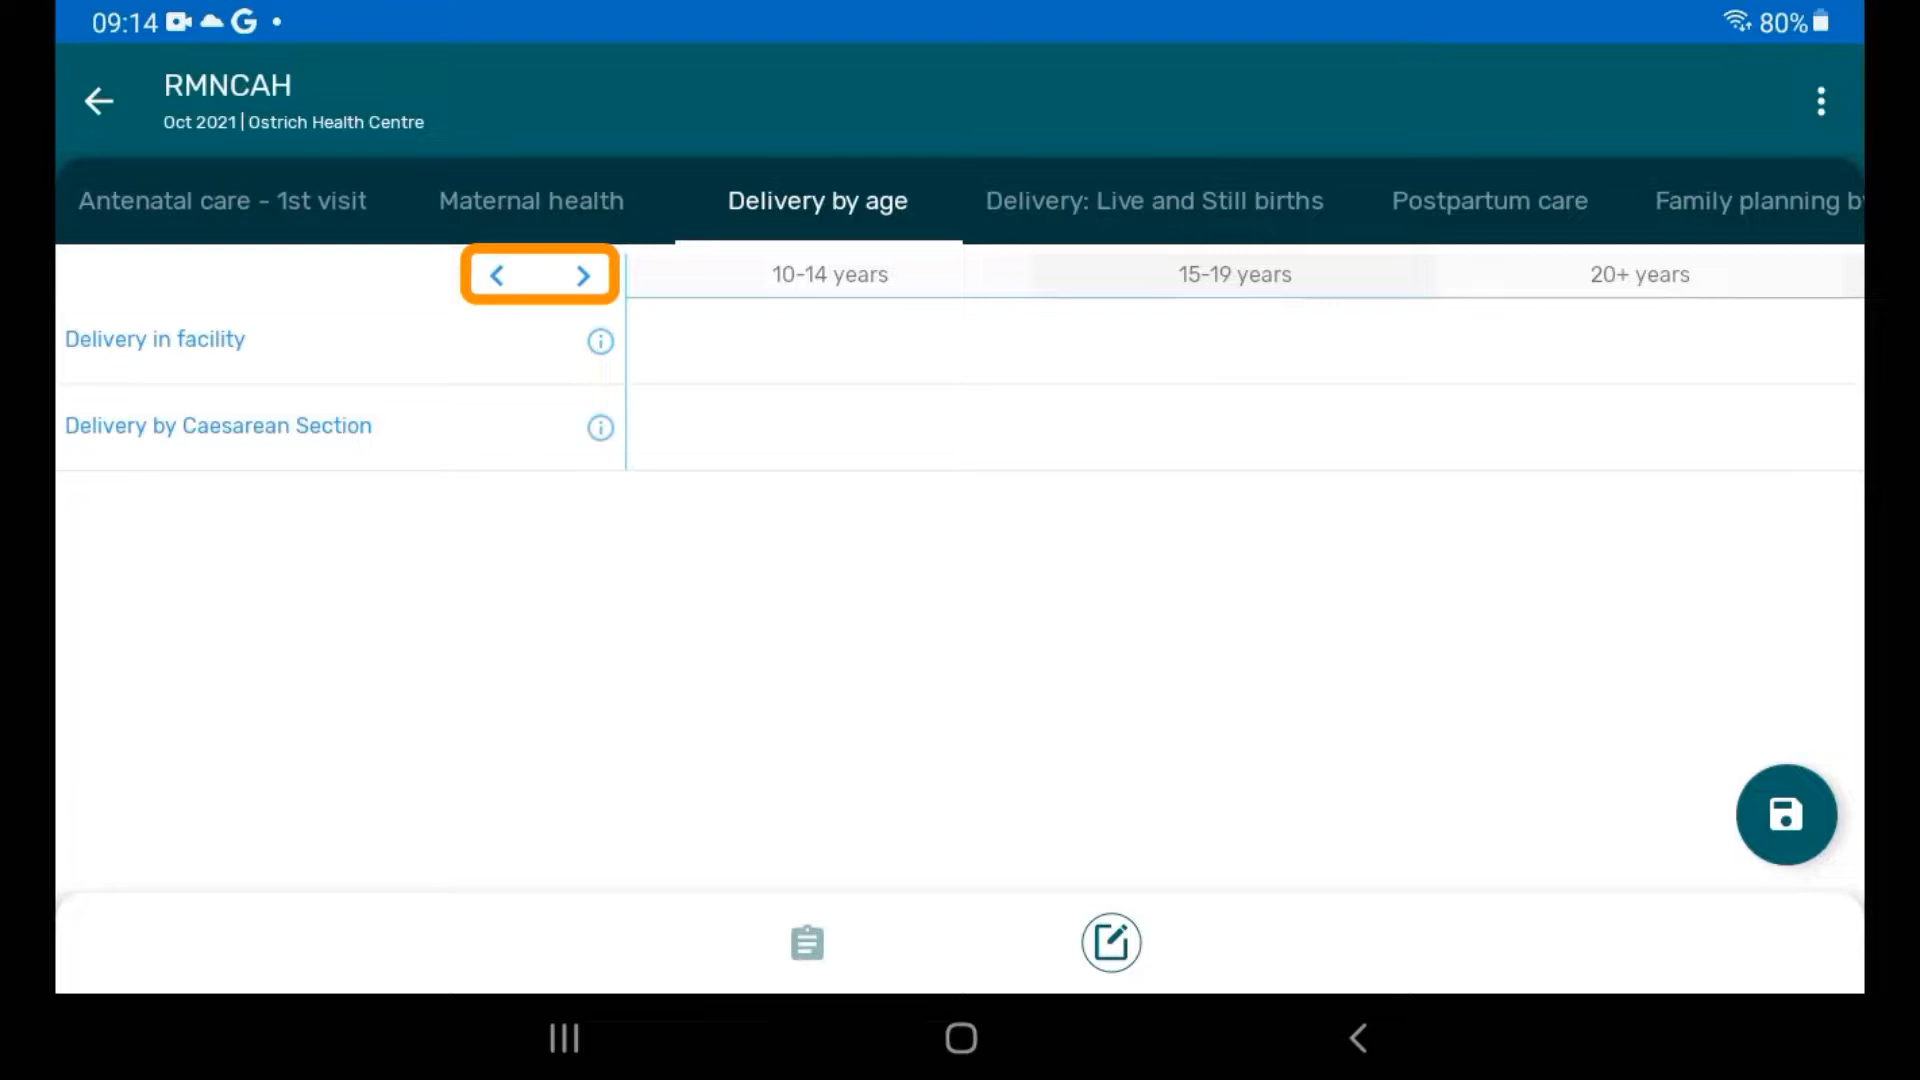 09:14
80%
RMNCAH
Oct 2021 | Ostrich Health Centre
Antenatal care - 1st visit
Maternal health
Delivery by age
Delivery: Live and Still births
Postpartum care
Family planning b
10-14 years
15-19 years
20+ years
Delivery in facility
Delivery by Caesarean Section